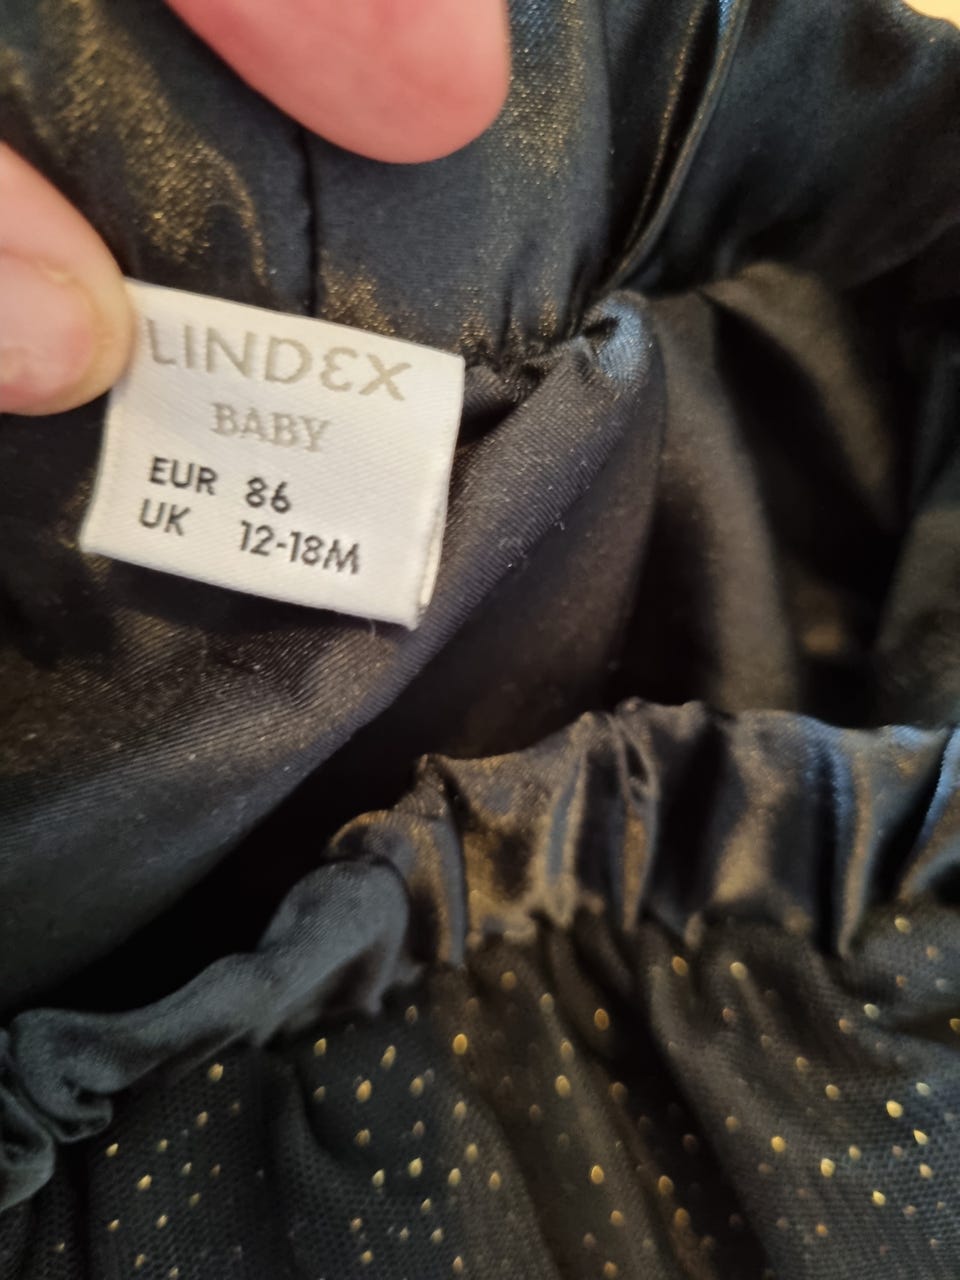 LINDEX
BABY
EUR 86
UK 12-18M